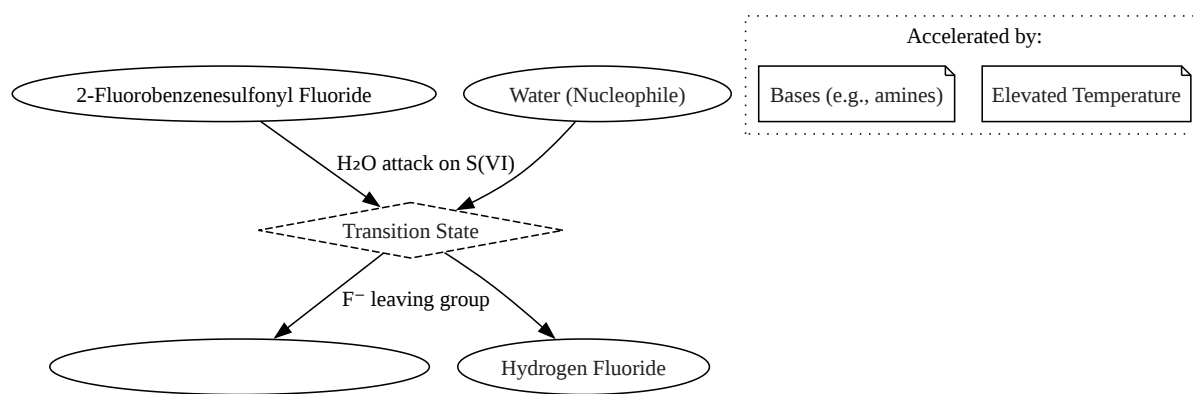 Accelerated by:
2-Fluorobenzenesulfonyl Fluoride
Water (Nucleophile)
Bases (e.g., amines)
Elevated Temperature
H₂O attack on S(VI)
Transition State
F⁻ leaving group
Hydrogen Fluoride